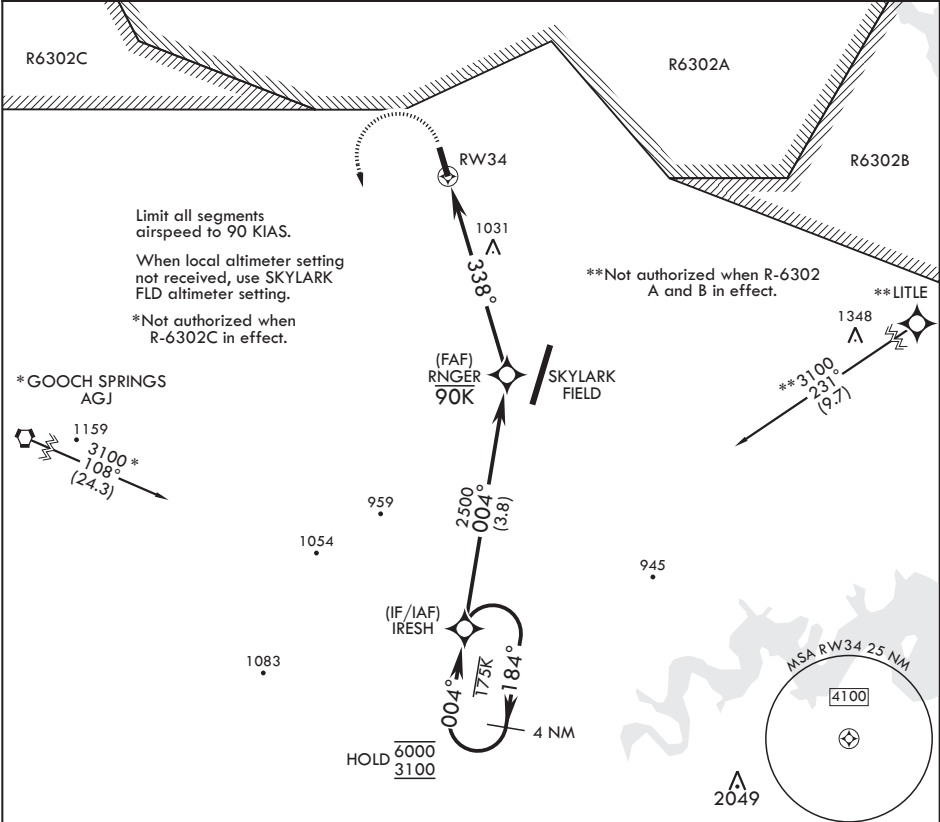 R6302C
R6302A
R6302B
RW34
Limit all segments
airspeed to 90 KIAS.
When local altimeter setting
not received, use SKYLARK
FLD altimeter setting.
*Not authorized when
R-6302C in effect.
1031
338°
**Not authorized when R-6302
A and B in effect.
**LITLE
1348
**3100
231°
(9.7)
(FAF)
RNGER
90K
SKYLARK
FIELD
*GOOCH SPRINGS
AGJ
1159
3100 *
108°
(24.3)
959
1054
2500
004°
(3.8)
945
(IF/IAF)
IRESH
1083
004°
175K
184°
4 NM
HOLD 6000
3100
MSA RW34 25 NM
4100
2049